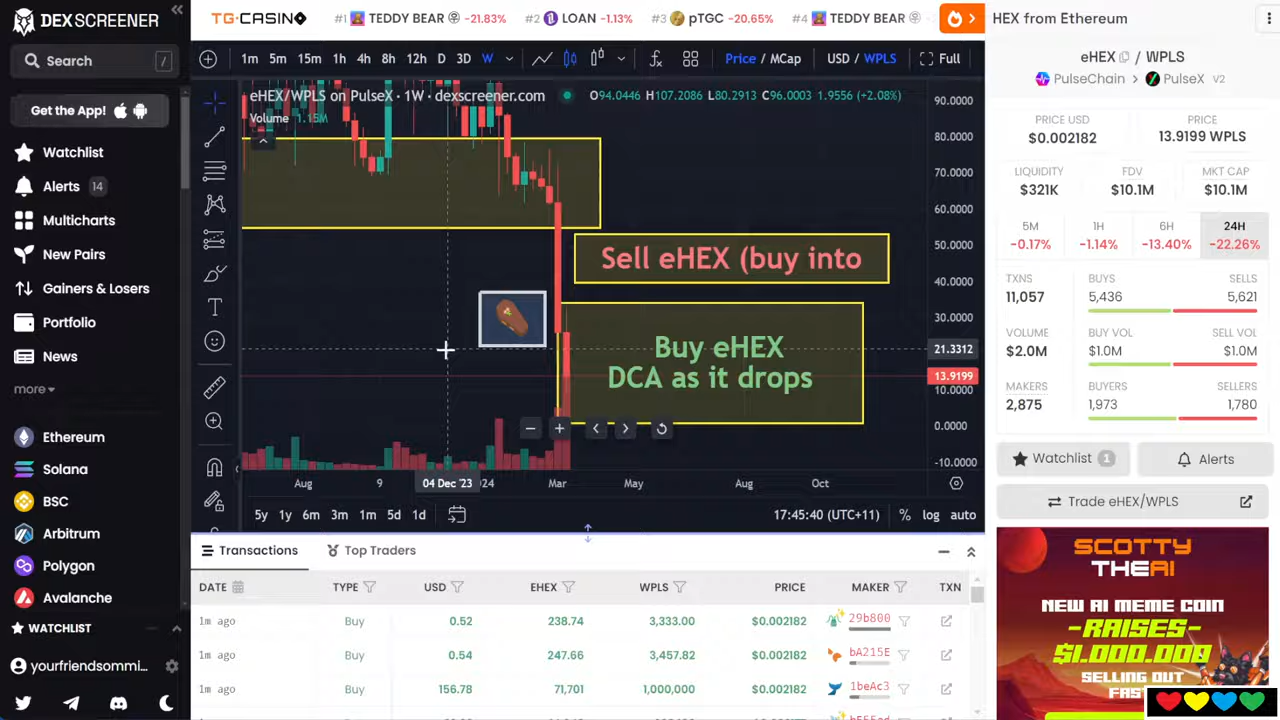 DEX SCREENER
Search
/
Get the App!
Watchlist
Alerts 14
Multicharts
New Pairs
Gainers & Losers
Portfolio
News
more
Ethereum
Solana
BSC
Arbitrum
Polygon
Avalanche
WATCHLIST
yourfriendsommi...
TG.CASINO
#1 TEDDY BEAR -21.83%
#2 LOAN -1.13%
#3 pTGC -20.65%
#4 TEDDY BEAR -21.83%
1m 5m 15m 1h 4h 8h 12h D 3D W
Price / MCap
USD / WPLS
Full
eHEX/WPLS on PulseX · 1W · dexscreener.com
O94.0446 H107.2086 L80.2913 C96.0003 1.9556 (+2.08%)
Volume 1.15M
90.0000
80.0000
70.0000
60.0000
50.0000
40.0000
30.0000
21.3312
13.9199
10.0000
0.0000
-10.0000
Sell eHEX (buy into
Buy eHEX
DCA as it drops
Aug 9 04 Dec '23 024 Mar May Aug Oct
5y 1y 6m 3m 1m 5d 1d
17:45:40 (UTC+11) % log auto
Transactions
Top Traders
DATE TYPE USD EHEX WPLS PRICE MAKER TXN
1m ago Buy 0.52 238.74 3,333.00 $0.002182 29b800
1m ago Buy 0.54 247.66 3,457.82 $0.002182 bA215E
1m ago Buy 156.78 71,701 1,000,000 $0.002182 1beAc3
HEX from Ethereum
eHEX / WPLS
PulseChain > PulseX V2
PRICE USD
$0.002182
PRICE
13.9199 WPLS
LIQUIDITY
$321K
FDV
$10.1M
MKT CAP
$10.1M
5M
-0.17%
1H
-1.14%
6H
-13.40%
24H
-22.26%
TXNS
11,057
BUYS
5,436
SELLS
5,621
VOLUME
$2.0M
BUY VOL
$1.0M
SELL VOL
$1.0M
MAKERS
2,875
BUYERS
1,973
SELLERS
1,780
Watchlist 1
Alerts
Trade eHEX/WPLS
SCOTTY
THEAI
NEW AI MEME COIN
-RAISES-
$1.000.000
SELLING OUT